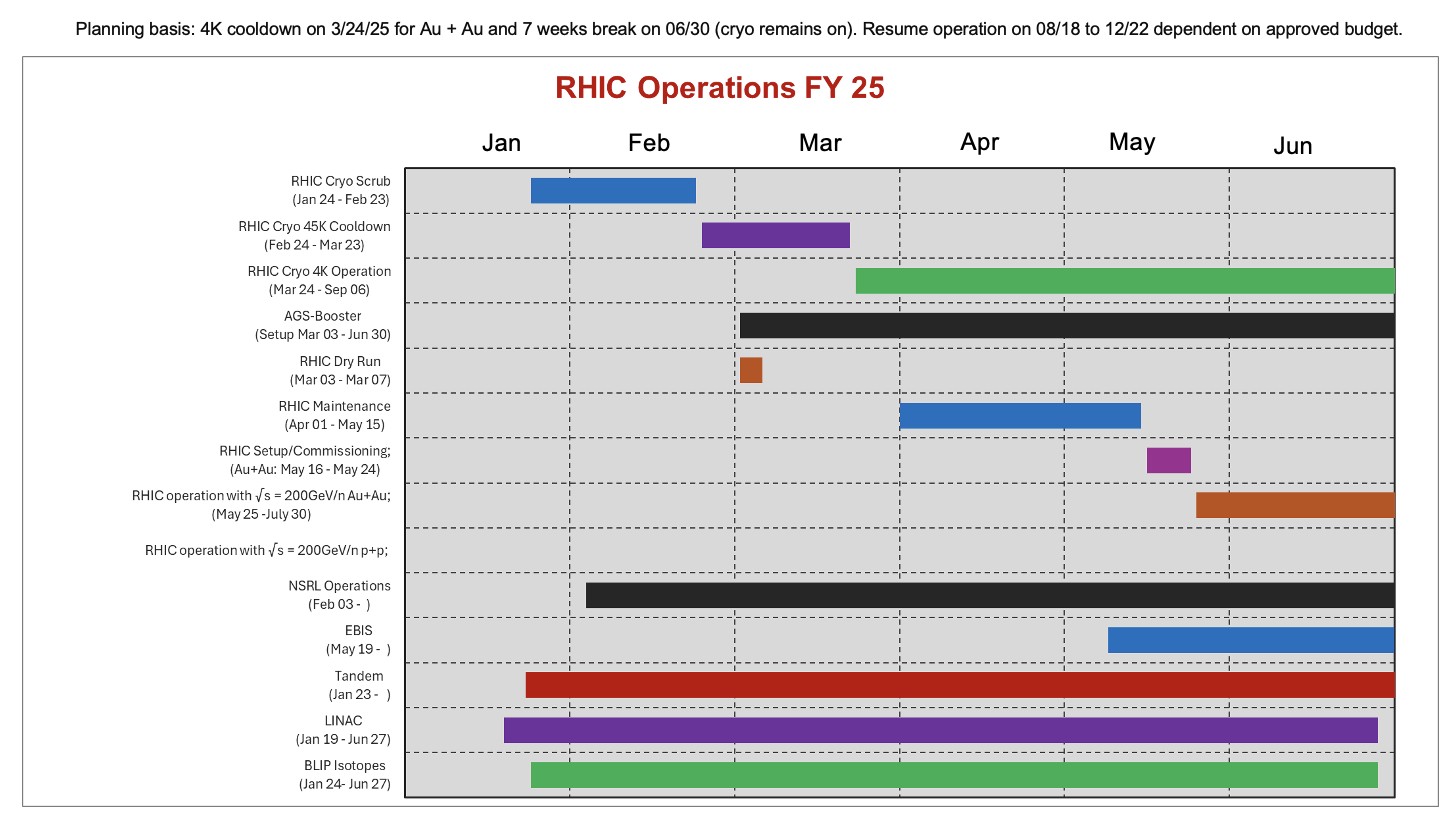 Planning basis: 4K cooldown on 3/24/25 for Au + Au and 7 weeks break on 06/30 (cryo remains on). Resume operation on 08/18 to 12/22 dependent on approved budget.
RHIC Operations FY 25
Jan Feb Mar Apr May Jun
RHIC Cryo Scrub
(Jan 24 - Feb 23)
RHIC Cryo 45K Cooldown
(Feb 24 - Mar 23)
RHIC Cryo 4K Operation
(Mar 24 - Sep 06)
AGS-Booster
(Setup Mar 03 - Jun 30)
RHIC Dry Run
(Mar 03 - Mar 07)
RHIC Maintenance
(Apr 01 - May 15)
RHIC Setup/Commissioning;
(Au+Au: May 16 - May 24)
RHIC operation with √s = 200GeV/n Au+Au;
(May 25 -July 30)
RHIC operation with √s = 200GeV/n p+p;
NSRL Operations
(Feb 03 - )
EBIS
(May 19 - )
Tandem
(Jan 23 - )
LINAC
(Jan 19 - Jun 27)
BLIP Isotopes
(Jan 24- Jun 27)